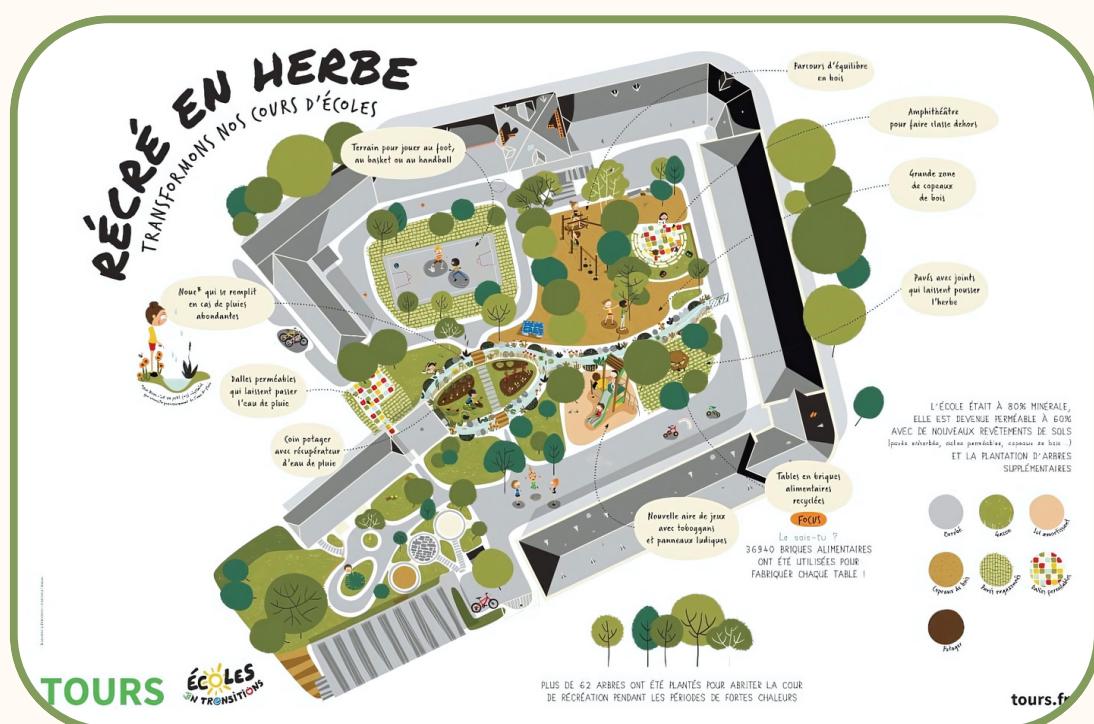 RÉCRÉ EN HERBE
TRANSFORMONS NOS COURS D'ÉCOLES
Terrain pour jouer au foot,
au basket ou au handball
Parcours d'équilibre
en bois
Amphithéâtre
pour faire classe dehors
Grande zone
de copeaux
de bois
Pavés avec joints
qui laissent pousser
l'herbe
Noue* qui se remplit
en cas de pluies
abondantes
Dalles perméables
qui laissent passer
l'eau de pluie
Coin potager
avec récupérateur
d'eau de pluie
Nouvelle aire de jeux
avec toboggans
et panneaux ludiques
Tables en briques
alimentaires
recyclées
FOCUS
Le sais-tu ?
36940 BRIQUES ALIMENTAIRES
ONT ÉTÉ UTILISÉES POUR
FABRIQUER CHAQUE TABLE !
L'ÉCOLE ÉTAIT À 80% MINÉRALE,
ELLE EST DEVENUE PERMÉABLE À 60%
AVEC DE NOUVEAUX REVÊTEMENTS DE SOLS
(pavés enherbés, dalles perméables, copeaux de bois ...)
ET LA PLANTATION D'ARBRES
SUPPLÉMENTAIRES
Enrobé
Gazon
Sol amortissant
Copeaux de bois
Pavés engazonnés
Dalles perméables
Potager
PLUS DE 62 ARBRES ONT ÉTÉ PLANTÉS POUR ABRITER LA COUR
DE RÉCRÉATION PENDANT LES PÉRIODES DE FORTES CHALEURS
TOURS
ÉCOLES
EN TRANSITIONS
tours.fr